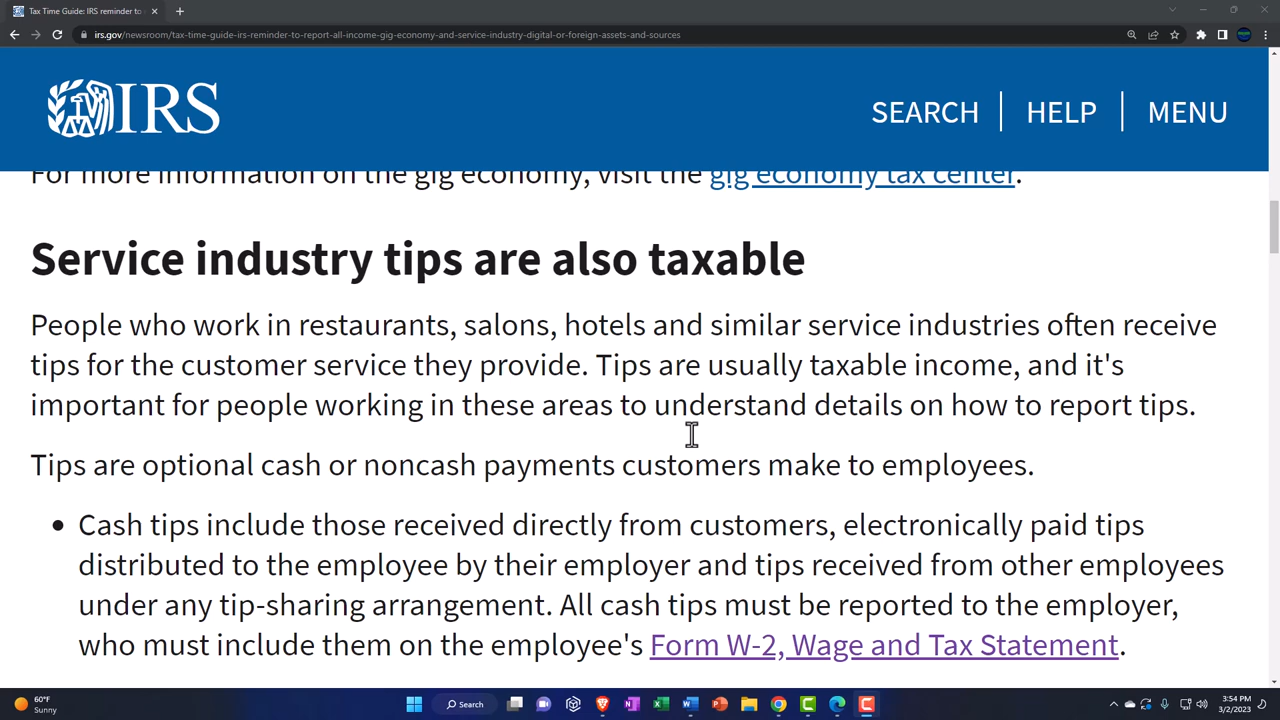 Tax Time Guide: IRS reminder to
irs.gov/newsroom/tax-time-guide-irs-reminder-to-report-all-income-gig-economy-and-service-industry-digital-or-foreign-assets-and-sources
IRS
SEARCH
HELP
MENU
For more information on the gig economy, visit the gig economy tax center.
Service industry tips are also taxable
People who work in restaurants, salons, hotels and similar service industries often receive
tips for the customer service they provide. Tips are usually taxable income, and it's
important for people working in these areas to understand details on how to report tips.
Tips are optional cash or noncash payments customers make to employees.
• Cash tips include those received directly from customers, electronically paid tips
distributed to the employee by their employer and tips received from other employees
under any tip-sharing arrangement. All cash tips must be reported to the employer,
who must include them on the employee's Form W-2, Wage and Tax Statement.
60°F
Sunny
Search
3:54 PM
3/2/2023